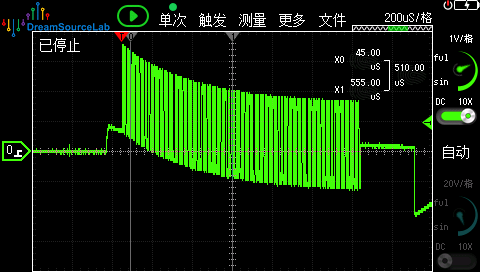 DreamSourceLab
单次 触发 测量 更多 文件
200uS/格
已停止
1V/格
X0 45.00 uS
510.00 uS
X1 555.00 uS
ful
sin
DC 10X
0
自动
20V/格
ful
sin
DC 10X